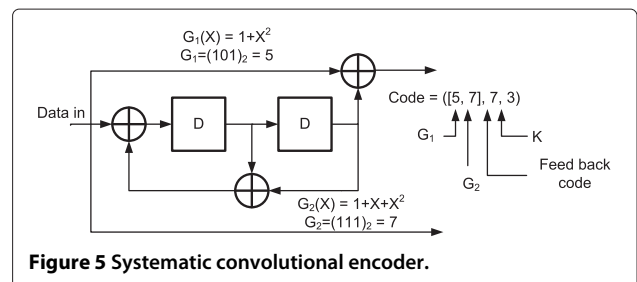 G₁(X) = 1+X²
G₁=(101)₂ = 5
Data in
D
D
Code = ([5, 7], 7, 3)
G₁
K
G₂
Feed back
code
G₂(X) = 1+X+X²
G₂=(111)₂ = 7
Figure 5 Systematic convolutional encoder.